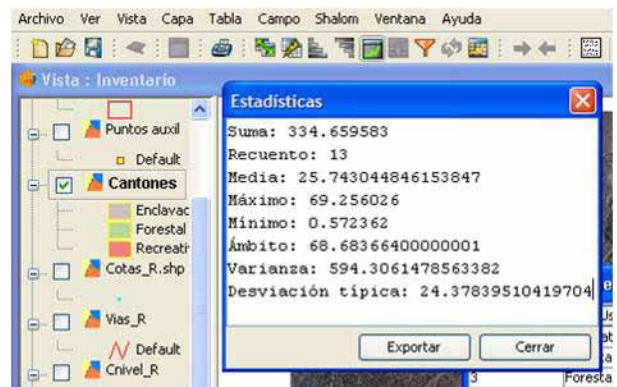 Archivo Ver Vista Capa Tabla Campo Shalom Ventana Ayuda
Vista : Inventario
Puntos auxil
Default
Cantones
Enclavac
Forestal
Recreati
Cotas_R.shp
Vias_R
Default
Cnivel_R
Estadísticas
Suma: 334.659583
Recuento: 13
Media: 25.743044846153847
Máximo: 69.256026
Mínimo: 0.572362
Ámbito: 68.68366400000001
Varianza: 594.3061478563382
Desviación típica: 24.37839510419704
Exportar Cerrar
3 Foresta